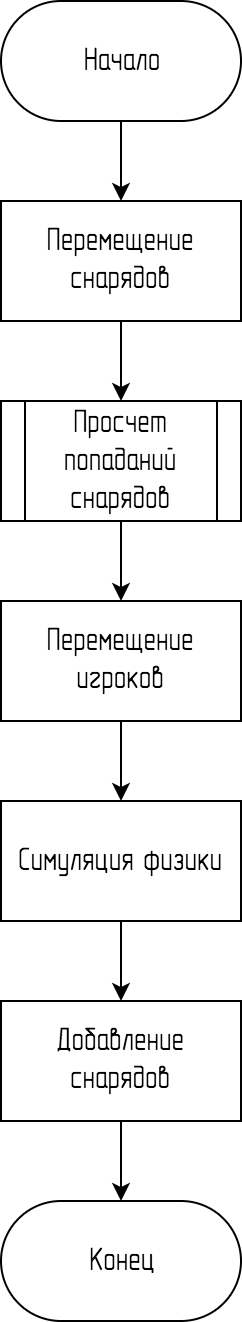 Начало
Перемещение
снарядов
Просчет
попаданий
снарядов
Перемещение
игроков
Симуляция физики
Добавление
снарядов
Конец